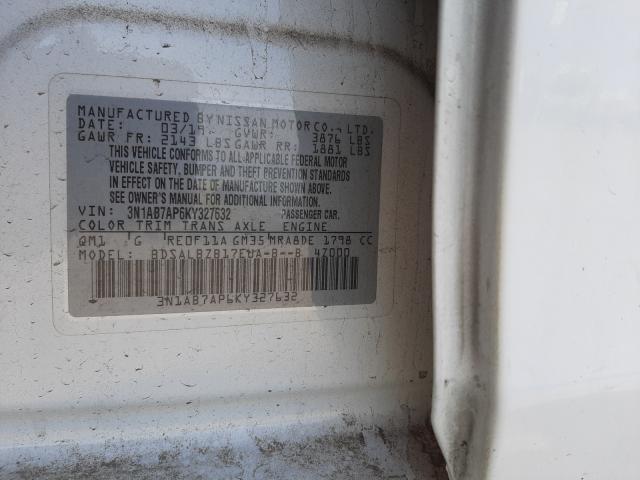 MANUFACTURED BY NISSAN MOTOR CO., LTD.
DATE: 03/19 GVWR: 3876 LBS
GAWR FR: 2143 LBS GAWR RR: 1881 LBS
THIS VEHICLE CONFORMS TO ALL APPLICABLE FEDERAL MOTOR
VEHICLE SAFETY, BUMPER AND THEFT PREVENTION STANDARDS
IN EFFECT ON THE DATE OF MANUFACTURE SHOWN ABOVE.
SEE OWNER'S MANUAL FOR ADDITIONAL INFORMATION.
VIN: 3N1AB7AP6KY327632 PASSENGER CAR.
COLOR TRIM TRANS AXLE ENGINE
QM1 G RE0F11A GM35 MRA8DE 1798 CC
MODEL: BDSALBZB17EUA-B--B 4Z000
3N1AB7AP6KY327632